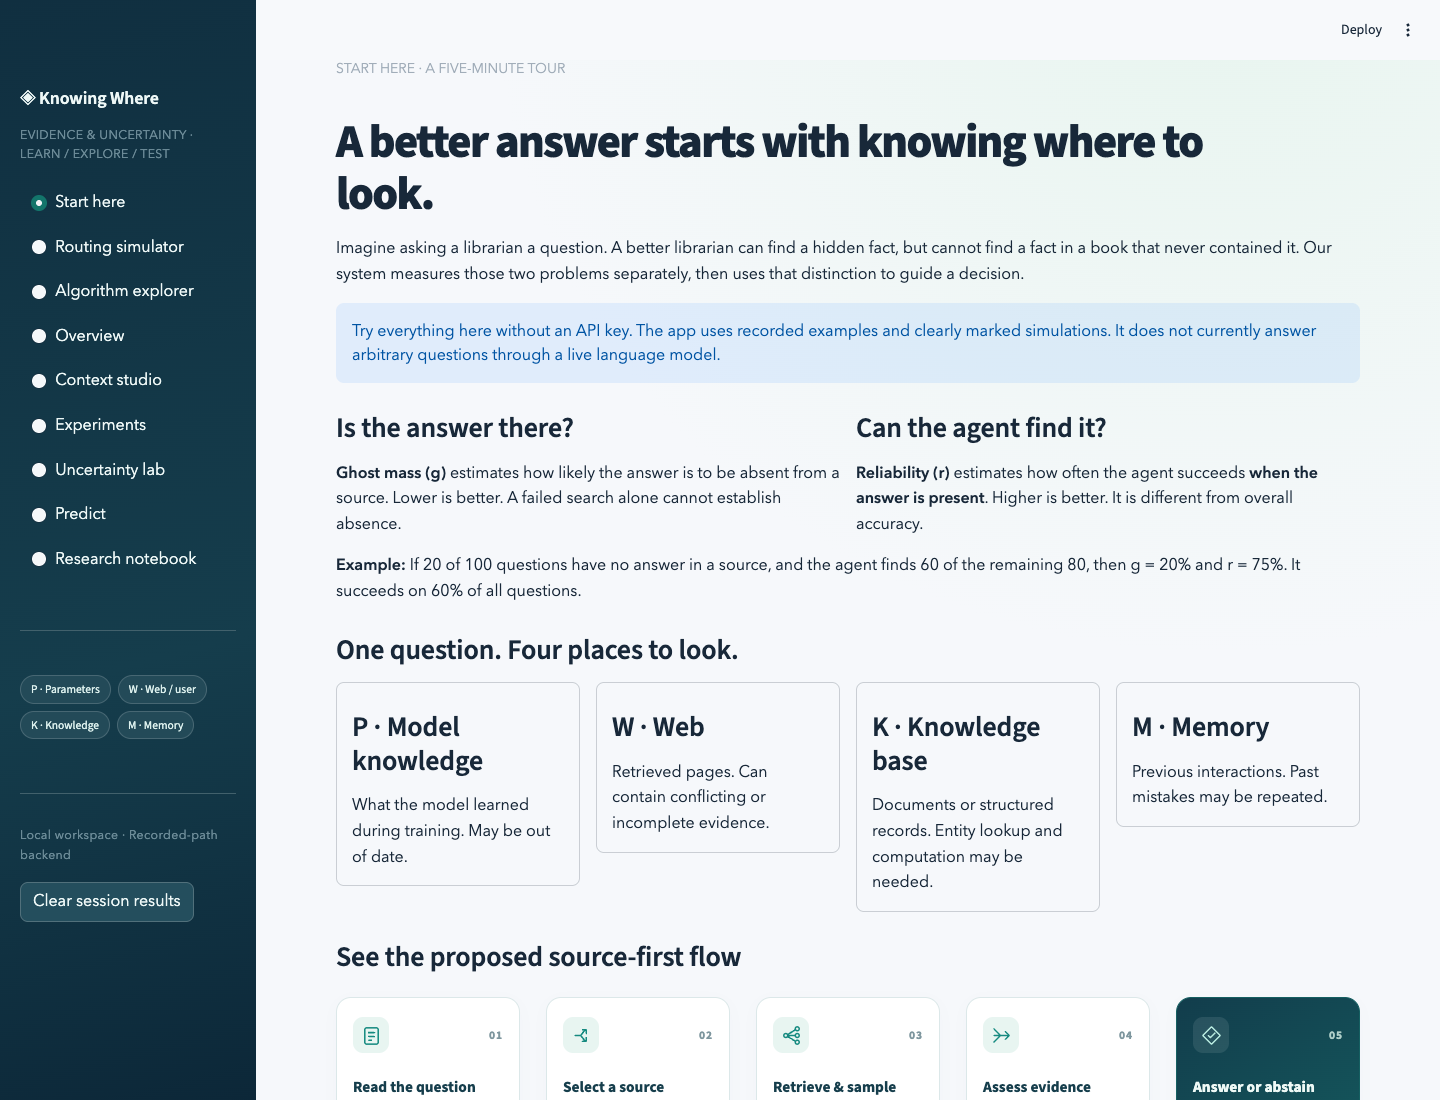 Deploy
Knowing Where
EVIDENCE & UNCERTAINTY ·
LEARN / EXPLORE / TEST
Start here
Routing simulator
Algorithm explorer
Overview
Context studio
Experiments
Uncertainty lab
Predict
Research notebook
P · Parameters
W · Web / user
K · Knowledge
M · Memory
Local workspace · Recorded-path
backend
Clear session results
START HERE · A FIVE-MINUTE TOUR
A better answer starts with knowing where to
look.
Imagine asking a librarian a question. A better librarian can find a hidden fact, but cannot find a fact in a book that never contained it. Our
system measures those two problems separately, then uses that distinction to guide a decision.
Try everything here without an API key. The app uses recorded examples and clearly marked simulations. It does not currently answer
arbitrary questions through a live language model.
Is the answer there?
Ghost mass (g) estimates how likely the answer is to be absent from a
source. Lower is better. A failed search alone cannot establish
absence.
Can the agent find it?
Reliability (r) estimates how often the agent succeeds when the
answer is present. Higher is better. It is different from overall
accuracy.
Example: If 20 of 100 questions have no answer in a source, and the agent finds 60 of the remaining 80, then g = 20% and r = 75%. It
succeeds on 60% of all questions.
One question. Four places to look.
P · Model
knowledge
What the model learned
during training. May be out
of date.
W · Web
Retrieved pages. Can
contain conflicting or
incomplete evidence.
K · Knowledge
base
Documents or structured
records. Entity lookup and
computation may be
needed.
M · Memory
Previous interactions. Past
mistakes may be repeated.
See the proposed source-first flow
01
Read the question
02
Select a source
03
Retrieve & sample
04
Assess evidence
05
Answer or abstain